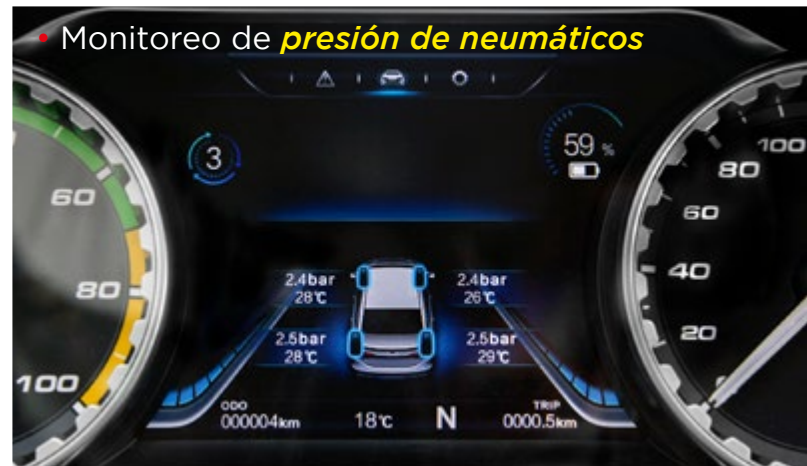 • Monitoreo de presión de neumáticos
3
59 %
60
80
100
100
80
60
40
20
2.4bar
28℃
2.4bar
26℃
2.5bar
28℃
2.5bar
29℃
ODO
000004km
18℃
N
TRIP
0000.5km